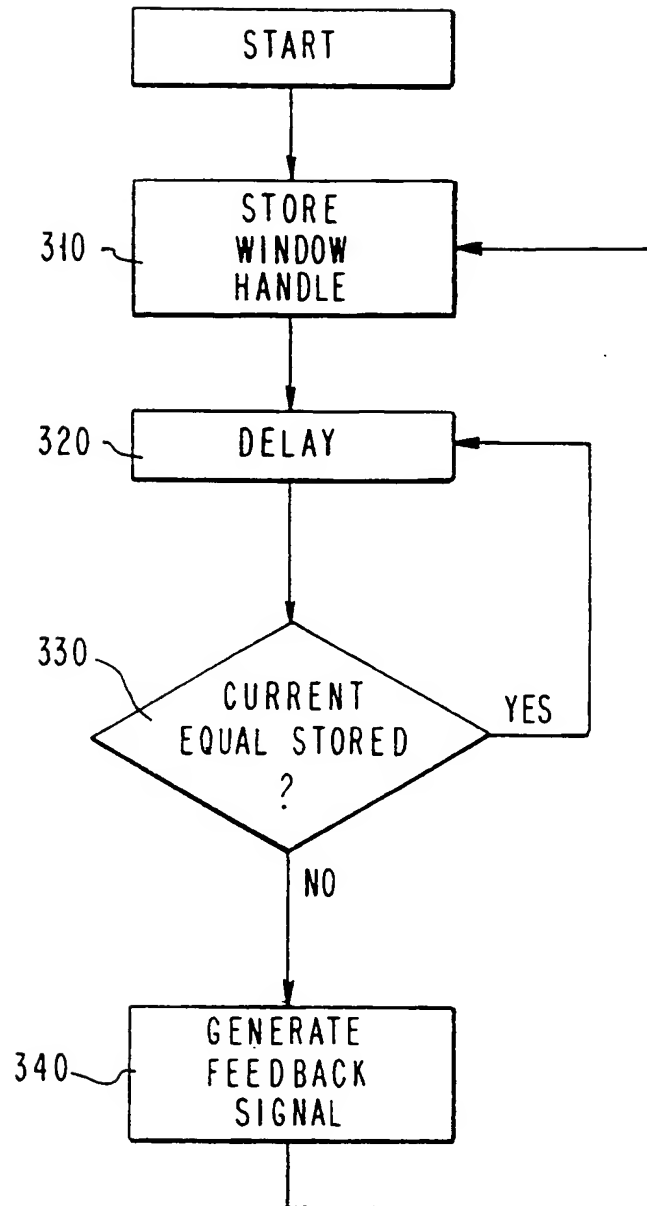 START
STORE
WINDOW
HANDLE
310
DELAY
320
330
CURRENT
EQUAL STORED
?
YES
NO
GENERATE
FEEDBACK
SIGNAL
340